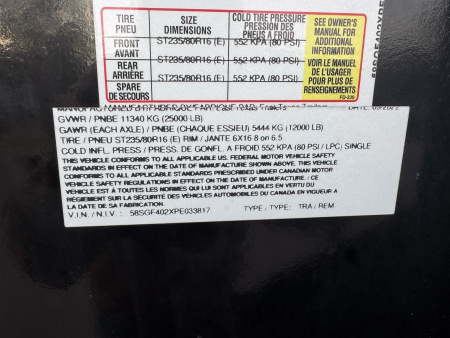 TIRE PNEU
SIZE DIMENSIONS
COLD TIRE PRESSURE PRESSION DES PNEUS A FROID
SEE OWNER'S MANUAL FOR ADDITIONAL INFORMATION
FRONT AVANT
ST235/80R16 (E)
552 KPA (80 PSI)
REAR ARRIÈRE
ST235/80R16 (E)
552 KPA (80 PSI)
VOIR LE MANUEL DE L'USAGER POUR PLUS DE RENSEIGNEMENTS
SPARE DE SECOURS
ST235/80R16 (E)
552 KPA (80 PSI)
GVWR / PNBE 11340 KG (25000 LB)
GAWR (EACH AXLE) / PNBE (CHAQUE ESSIEU) 5444 KG (12000 LB)
TIRE / PNEU ST235/80R16 (E) RIM / JANTE 6X16 8 on 6.5
COLD INFL. PRESS / PRESS. DE GONFL. A FROID 552 KPA (80 PSI / LPC) SINGLE
THIS VEHICLE CONFORMS TO ALL APPLICABLE US. FEDERAL MOTOR VEHICLE SAFETY
STANDARDS IN EFFECT ON THE DATE OF MANUFACTURE SHOWN ABOVE. THIS VEHICLE
CONFORMS TO ALL APPLICABLE STANDARDS PRESCRIBED UNDER CANADIAN MOTOR
VEHICLE SAFETY REGULATIONS IN EFFECT ON THE DATE OF MANUFACTURE. / CE
VEHICULE EST À TOUTES LES NORMES QUI LUI SONT APPLICABLES EN VERTU DU
RÈGLEMENT SUR LA SÉCURITÉ DES VÉHICLES AUTOMOBILES DU CANADA EN VIGUEUR A
LA DATE DE SA FABRICATION.
V.I.N. / N.I.V.: 58SGF402XPE033817 TYPE / TYPE: TRA / REM